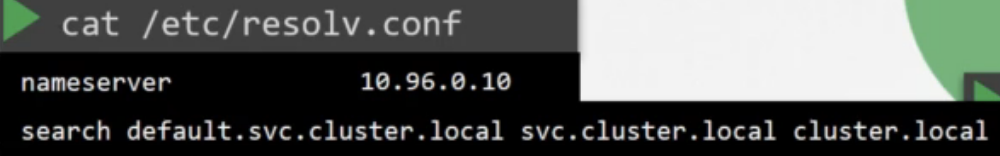 cat /etc/resolv.conf
nameserver 10.96.0.10
search default.svc.cluster.local svc.cluster.local cluster.local